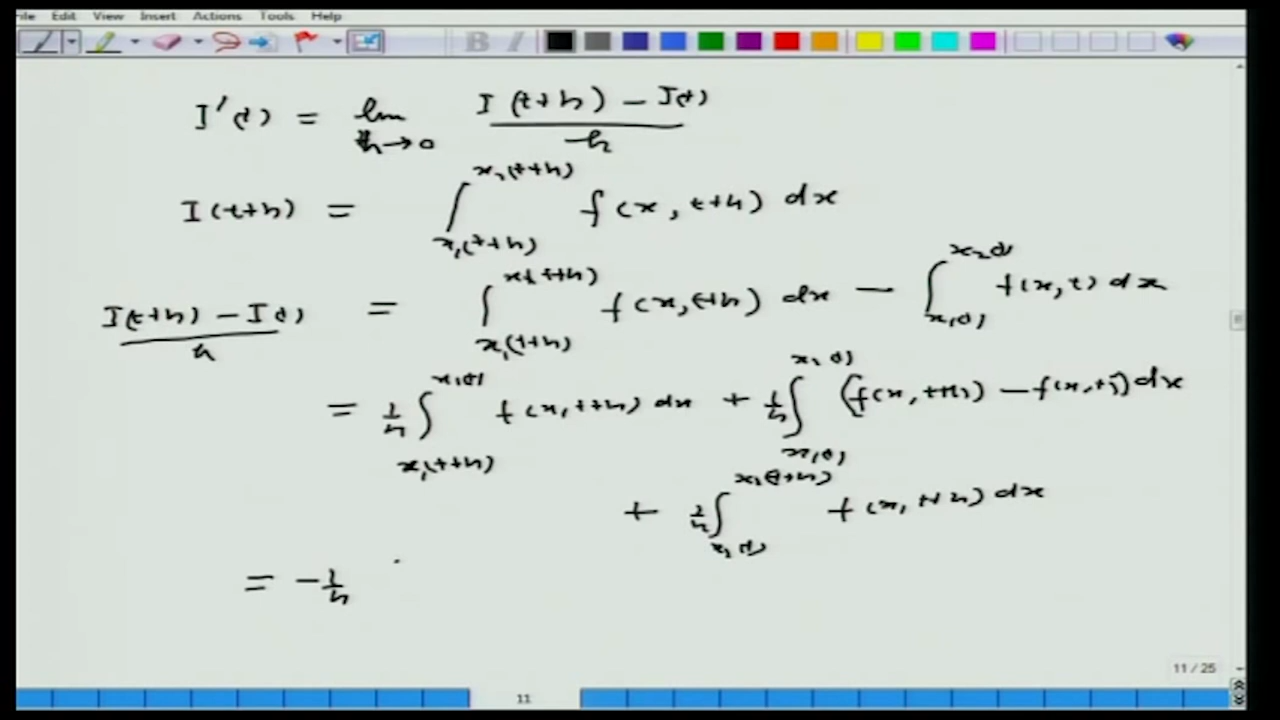 File Edit View Insert Actions Tools Help
I'(t) = lim h→0 (I(t+h) − I(t)) / h
I(t+h) = ∫_{x₁(t+h)}^{x₂(t+h)} f(x, t+h) dx
(I(t+h) − I(t)) / h = ∫_{x₁(t+h)}^{x₂(t+h)} f(x, t+h) dx − ∫_{x₁(t)}^{x₂(t)} f(x, t) dx
= 1/h ∫_{x₁(t+h)}^{x₁(t)} f(x, t+h) dx + 1/h ∫_{x₁(t)}^{x₂(t)} (f(x, t+h) − f(x, t)) dx
+ 1/h ∫_{x₂(t)}^{x₂(t+h)} f(x, t+h) dx
= − 1/h
11 / 25
11